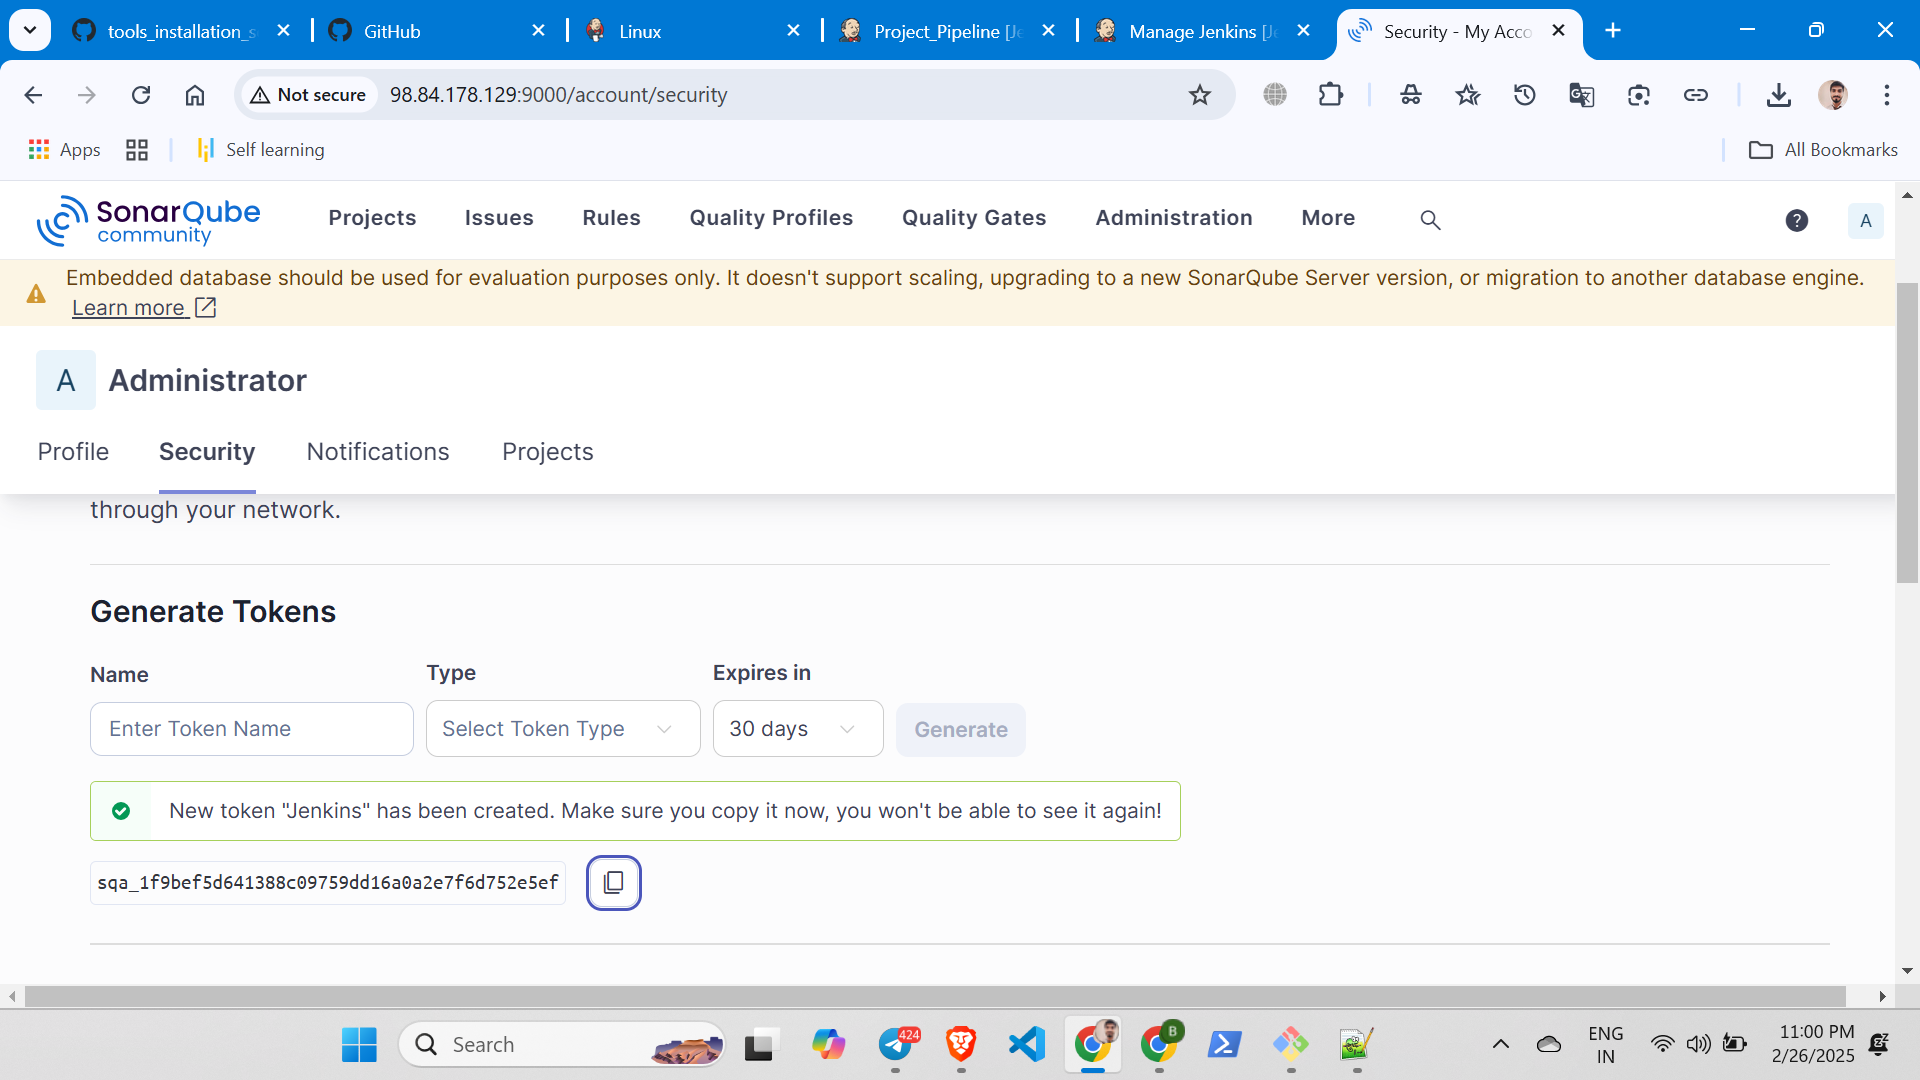 tools_installation_s
GitHub
Linux
Project_Pipeline [Je
Manage Jenkins [Je
Security - My Acco
Not secure
98.84.178.129:9000/account/security
Apps
Self learning
All Bookmarks
SonarQube
community
Projects
Issues
Rules
Quality Profiles
Quality Gates
Administration
More
?
A
Embedded database should be used for evaluation purposes only. It doesn't support scaling, upgrading to a new SonarQube Server version, or migration to another database engine.
Learn more
A
Administrator
Profile
Security
Notifications
Projects
through your network.
Generate Tokens
Name
Type
Expires in
Enter Token Name
Select Token Type
30 days
Generate
New token "Jenkins" has been created. Make sure you copy it now, you won't be able to see it again!
sqa_1f9bef5d641388c09759dd16a0a2e7f6d752e5ef
Search
424
B
ENG
IN
11:00 PM
2/26/2025